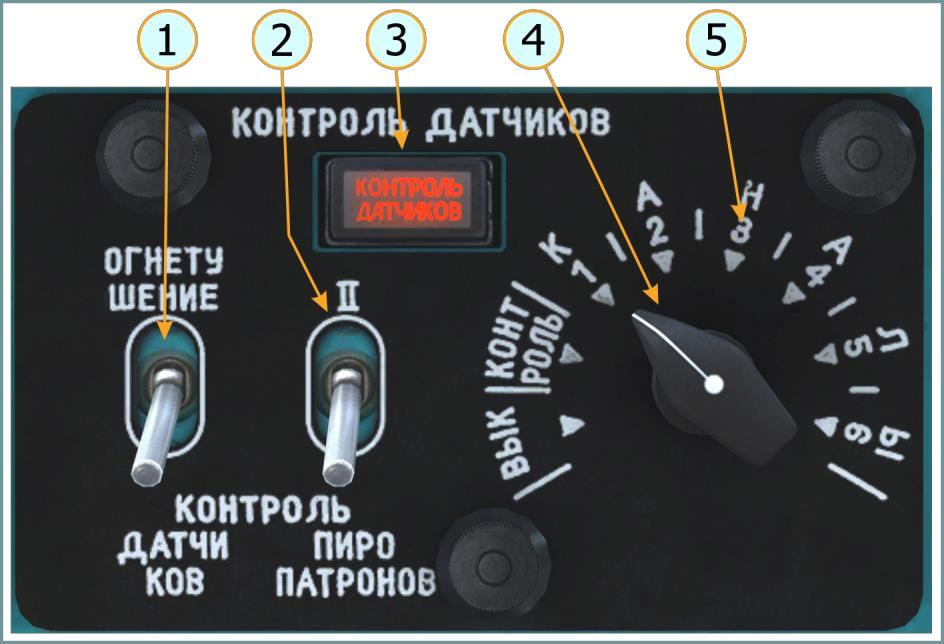 1 2 3 4 5
КОНТРОЛЬ ДАТЧИКОВ
КОНТРОЛЬ
ДАТЧИКОВ
ОГНЕТУ
ШЕНИЕ
II
ВЫК
КОНТ
РОЛЬ
К А Н А Л Ы
1 2 3 4 5 6
КОНТРОЛЬ
ДАТЧИ
КОВ
ПИРО
ПАТРОНОВ